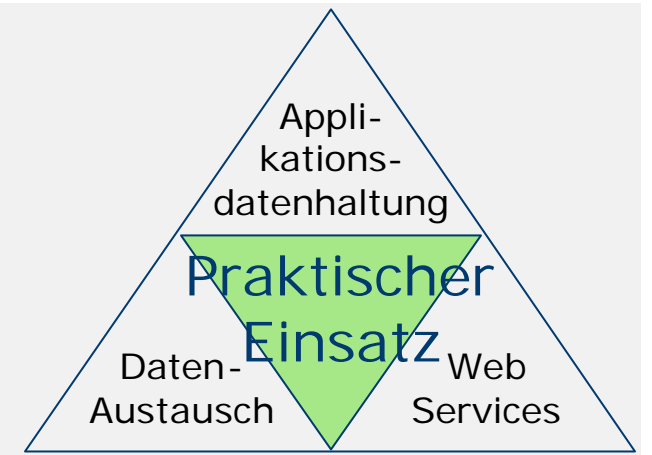 Appli-
kations-
datenhaltung
Praktischer
Einsatz
Daten-
Austausch
Web
Services